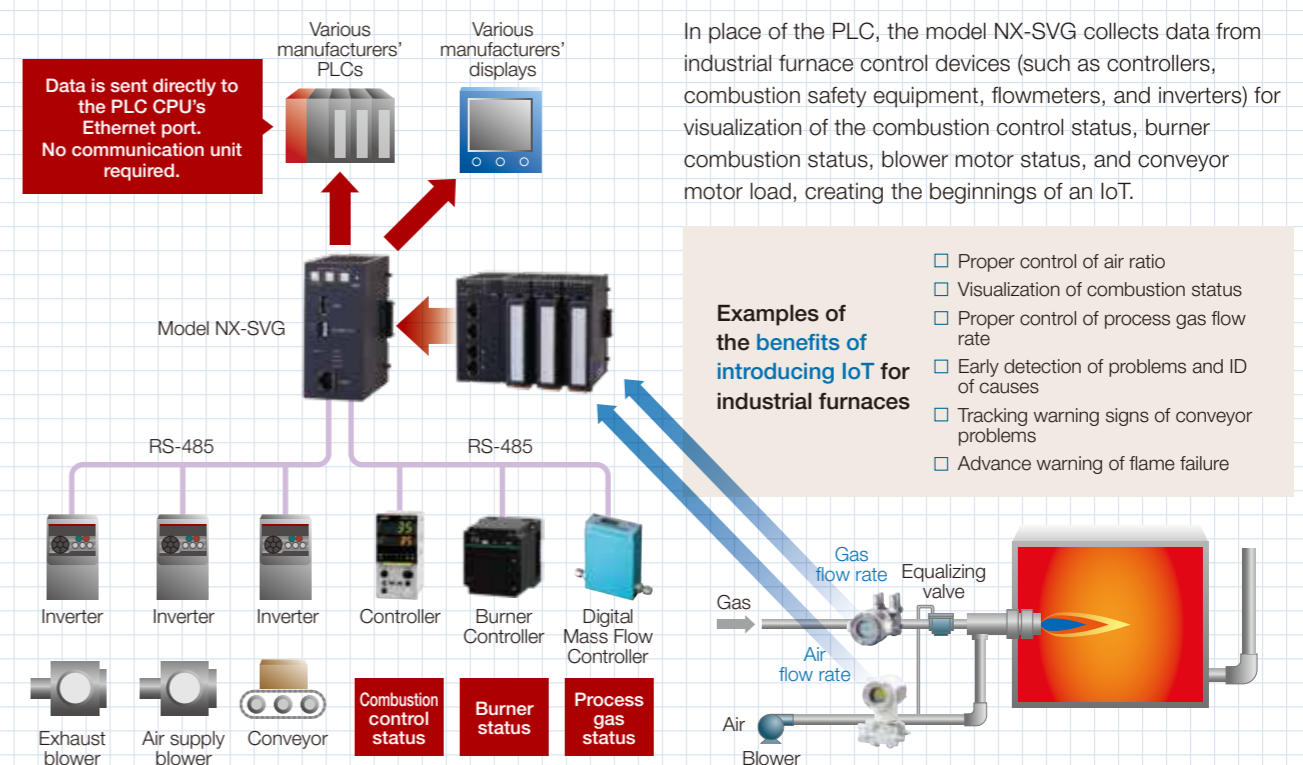 Various
manufacturers'
PLCs
Various
manufacturers'
displays
Data is sent directly to
the PLC CPU's
Ethernet port.
No communication unit
required.
In place of the PLC, the model NX-SVG collects data from
industrial furnace control devices (such as controllers,
combustion safety equipment, flowmeters, and inverters) for
visualization of the combustion control status, burner
combustion status, blower motor status, and conveyor
motor load, creating the beginnings of an IoT.
Model NX-SVG
Examples of
the benefits of
introducing IoT for
industrial furnaces
☐ Proper control of air ratio
☐ Visualization of combustion status
☐ Proper control of process gas flow
rate
☐ Early detection of problems and ID
of causes
☐ Tracking warning signs of conveyor
problems
☐ Advance warning of flame failure
RS-485
RS-485
35
35
Inverter
Inverter
Inverter
Controller
Burner
Controller
Digital
Mass Flow
Controller
Exhaust
blower
Air supply
blower
Conveyor
Combustion
control
status
Burner
status
Process
gas
status
Gas
flow rate
Equalizing
valve
Gas
Air
flow rate
Air
Blower